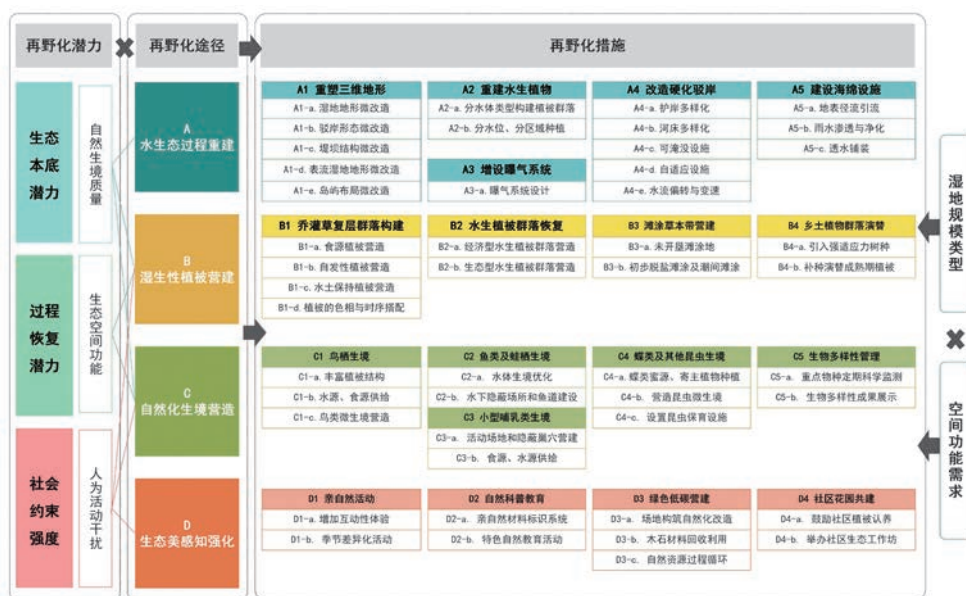 再野化潜力
再野化途径
再野化措施
生态
本底
潜力
自然生境质量
过程
恢复
潜力
生态空间功能
社会
约束
强度
人为活动干扰
A
水生态过程重建
B
湿生性植被营建
C
自然化生境营造
D
生态美感知强化
A1 重塑三维地形
A1-a. 湿地地形微改造
A1-b. 驳岸形态微改造
A1-c. 堤坝结构微改造
A1-d. 表流湿地地形微改造
A1-e. 岛屿布局微改造
A2 重建水生植物
A2-a. 分水体类型构建植被群落
A2-b. 分水位、分区域种植
A3 增设曝气系统
A3-a. 曝气系统设计
A4 改造硬化驳岸
A4-a. 护岸多样化
A4-b. 河床多样化
A4-c. 可淹没设施
A4-d. 自适应设施
A4-e. 水流偏转与变速
A5 建设海绵设施
A5-a. 地表径流引流
A5-b. 雨水渗透与净化
A5-c. 透水铺装
B1 乔灌草复层群落构建
B1-a. 食源植被营造
B1-b. 自发性植被营造
B1-c. 水土保持植被营造
B1-d. 植被的色相与时序搭配
B2 水生植被群落恢复
B2-a. 经济型水生植被群落营造
B2-b. 生态型水生植被群落营造
B3 滩涂草本带营建
B3-a. 未开垦滩涂地
B3-b. 初步脱盐滩涂及潮间滩涂
B4 乡土植物群落演替
B4-a. 引入强适应力树种
B4-b. 补种演替成熟期植被
C1 鸟栖生境
C1-a. 丰富植被结构
C1-b. 水源、食源供给
C1-c. 鸟类微生境营造
C2 鱼类及蛙栖生境
C2-a. 水体生境优化
C2-b. 水下隐蔽场所和鱼道建设
C3 小型哺乳类生境
C3-a. 活动场地和隐蔽巢穴营建
C3-b. 食源、水源供给
C4 蝶类及其他昆虫生境
C4-a. 蝶类蜜源、寄主植物种植
C4-b. 营造昆虫微生境
C4-c. 设置昆虫保育设施
C5 生物多样性管理
C5-a. 重点物种定期科学监测
C5-b. 生物多样性成果展示
D1 亲自然活动
D1-a. 增加互动性体验
D1-b. 季节差异化活动
D2 自然科普教育
D2-a. 亲自然材料标识系统
D2-b. 特色自然教育活动
D3 绿色低碳营建
D3-a. 场地构筑自然化改造
D3-b. 木石材料回收利用
D3-c. 自然资源过程循环
D4 社区花园共建
D4-a. 鼓励社区植被认养
D4-b. 举办社区生态工作坊
湿地规模类型
空间功能需求